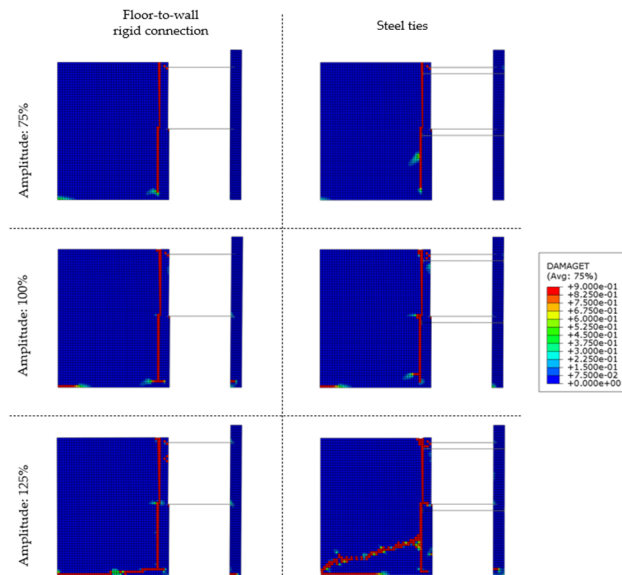 Floor-to-wall
rigid connection
Steel ties
Amplitude: 75%
Amplitude: 100%
Amplitude: 125%
DAMAGET
(Avg: 75%)
+9.000e-01
+8.250e-01
+7.500e-01
+6.750e-01
+6.000e-01
+5.250e-01
+4.500e-01
+3.750e-01
+3.000e-01
+2.250e-01
+1.500e-01
+7.500e-02
+0.000e+00